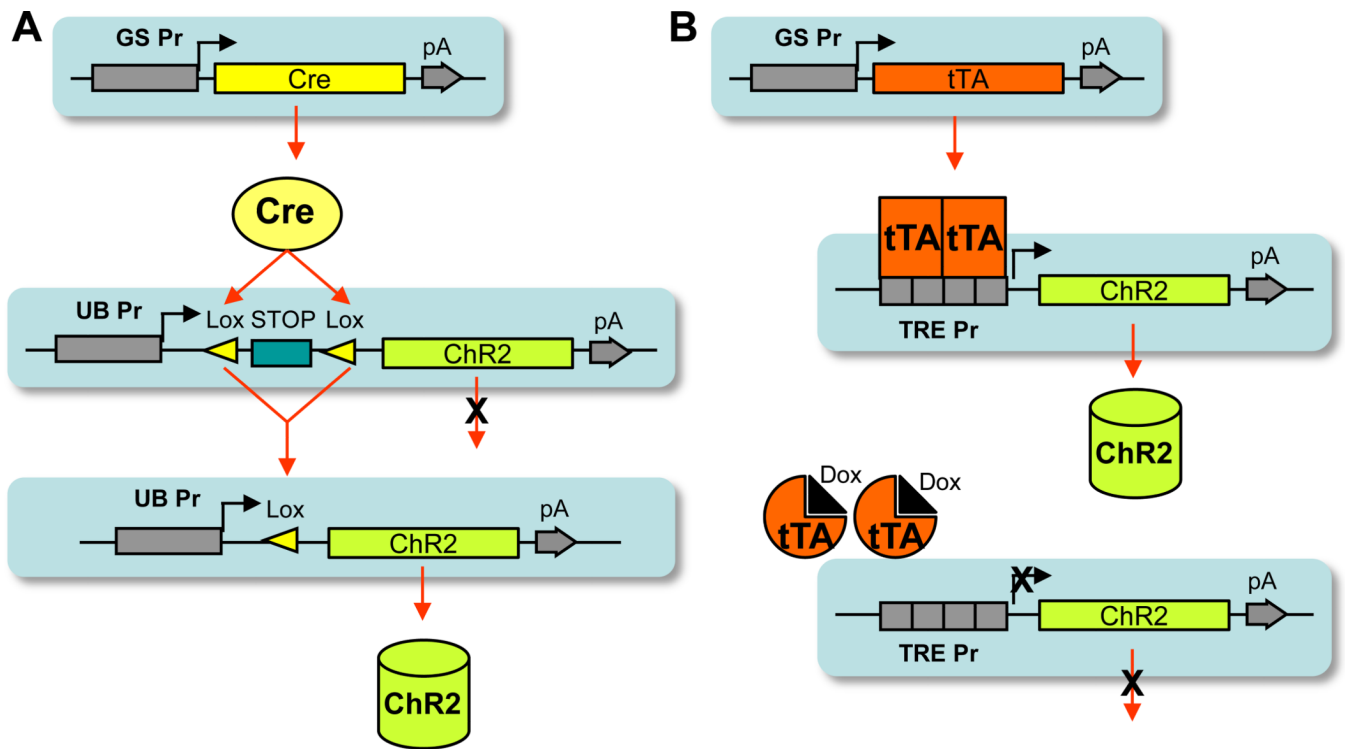 A
GS Pr
pA
Cre
Cre
UB Pr
Lox STOP Lox
pA
ChR2
X
UB Pr
Lox
pA
ChR2
ChR2
B
GS Pr
pA
tTA
tTA tTA
pA
ChR2
TRE Pr
ChR2
Dox Dox
tTA tTA
X
pA
ChR2
TRE Pr
X